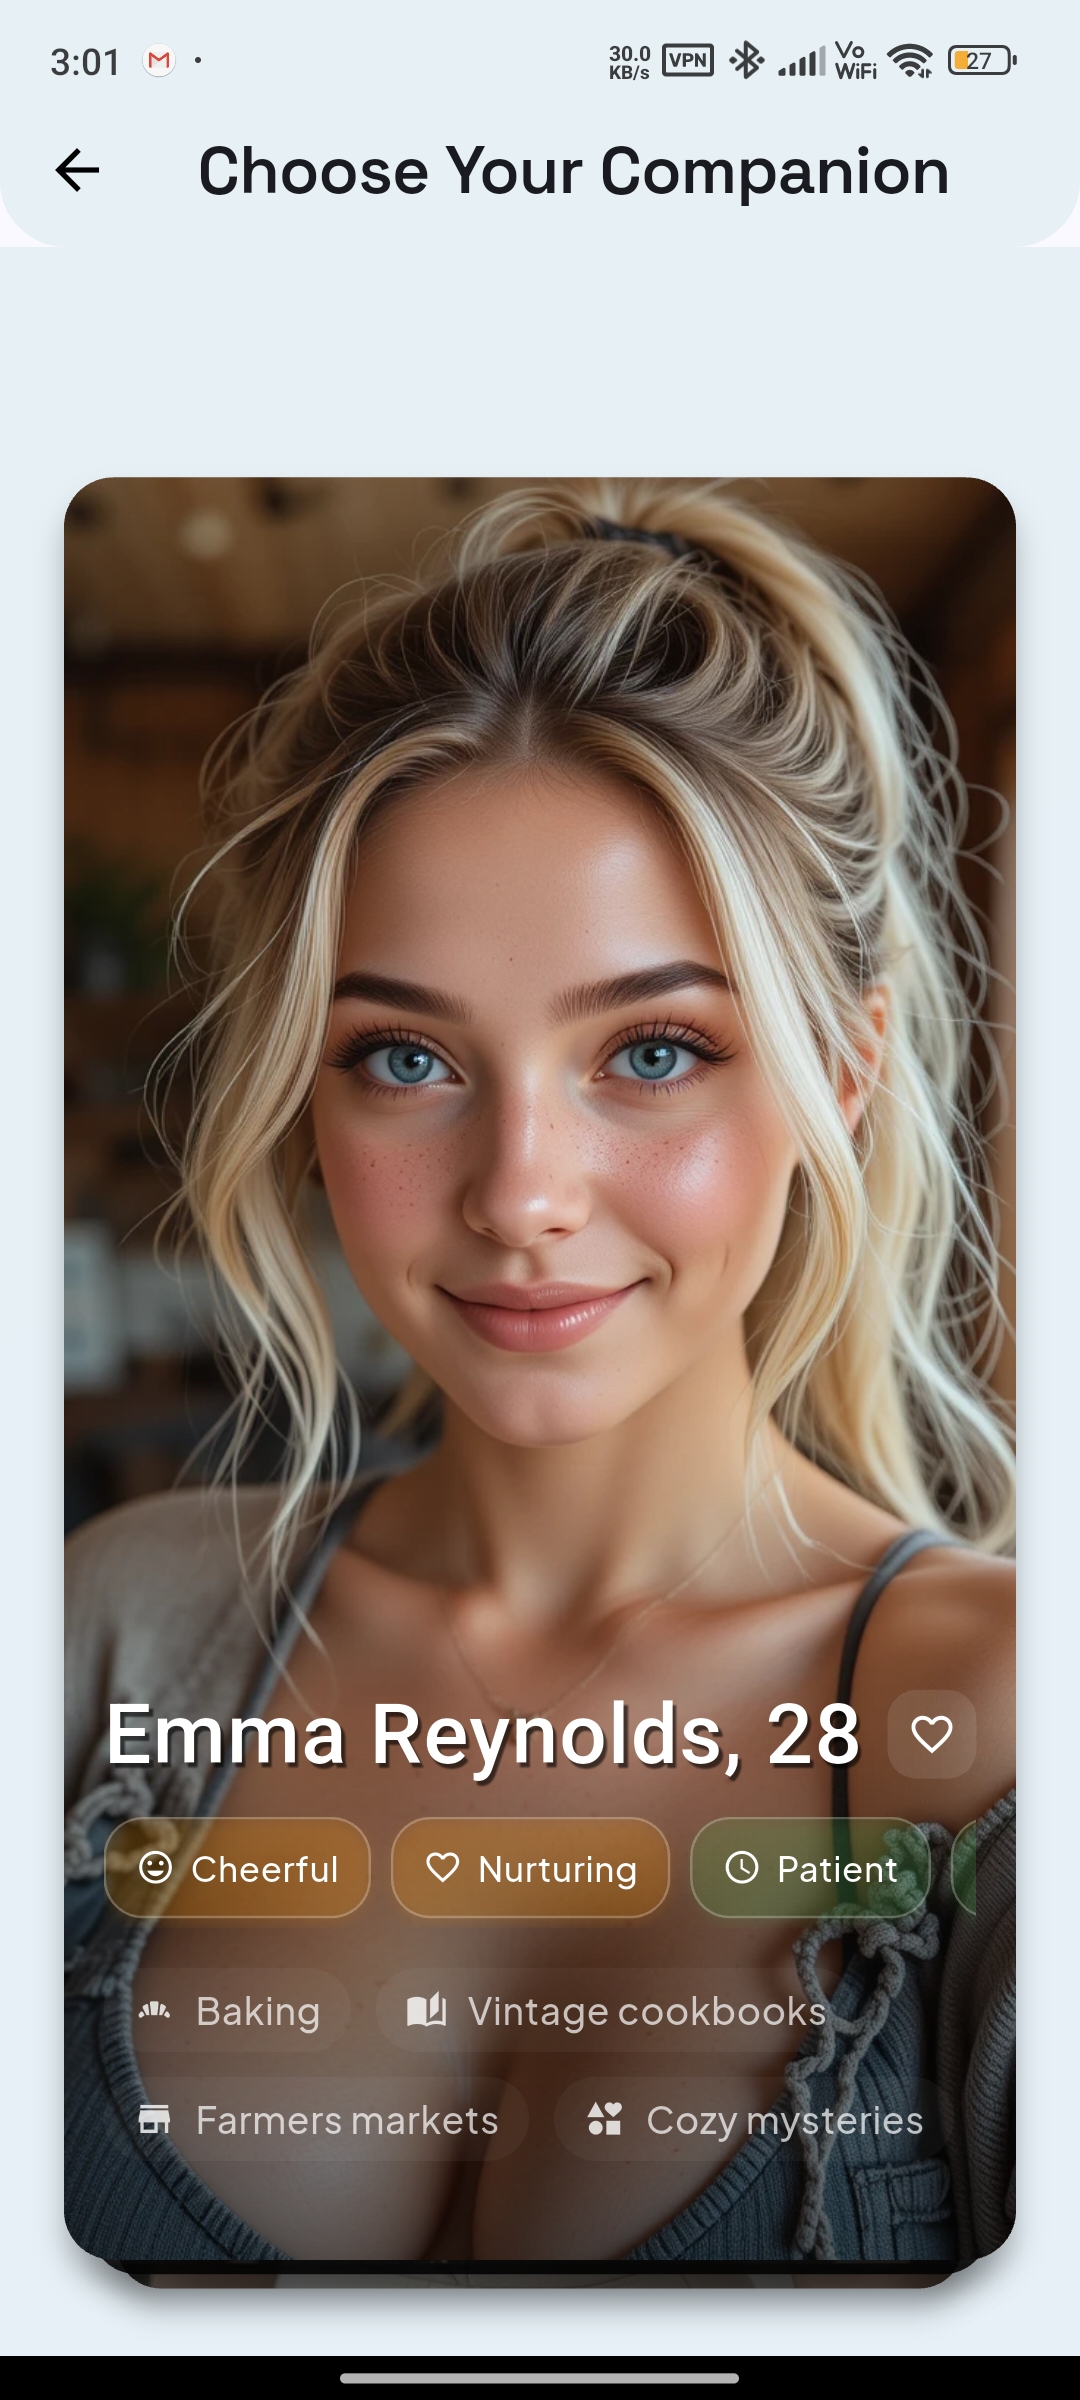 3:01
30.0 KB/s VPN Vo WiFi 27
Choose Your Companion
Emma Reynolds, 28
Cheerful Nurturing Patient
Baking Vintage cookbooks
Farmers markets Cozy mysteries